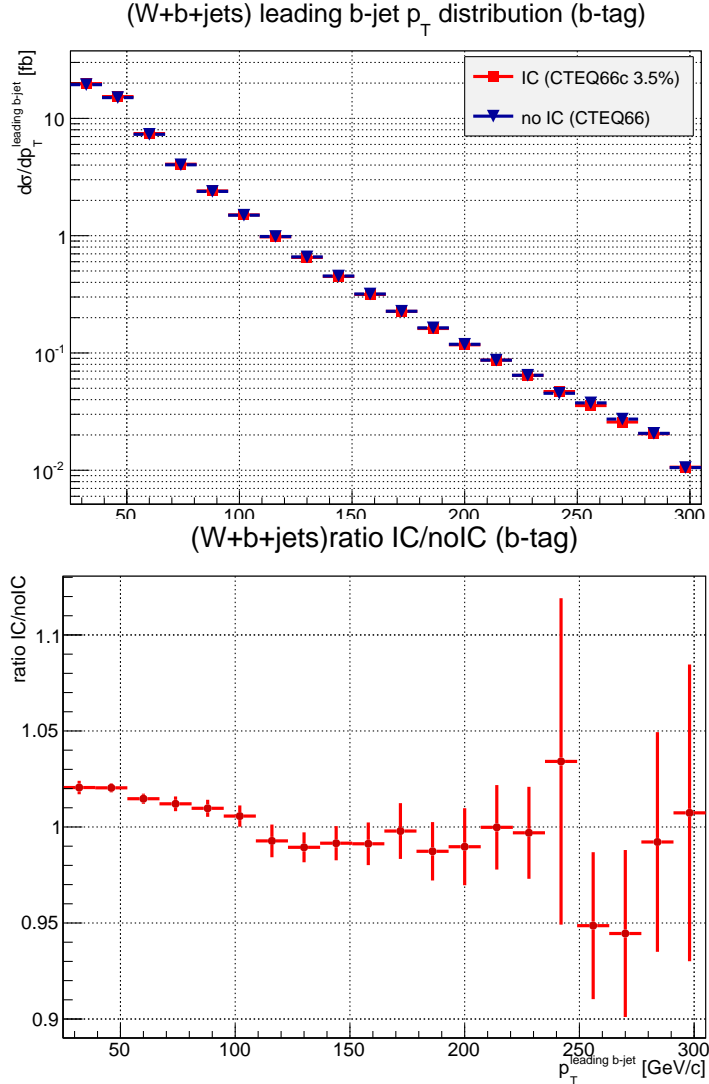 (W+b+jets) leading b-jet p_T distribution (b-tag)
dσ/dp_T^leading b-jet [fb]
IC (CTEQ66c 3.5%)
no IC (CTEQ66)
10
1
10^-1
10^-2
50 100 150 200 250 300
(W+b+jets)ratio IC/noIC (b-tag)
ratio IC/noIC
1.1
1.05
1
0.95
0.9
50 100 150 200 250 300
p_T^leading b-jet [GeV/c]